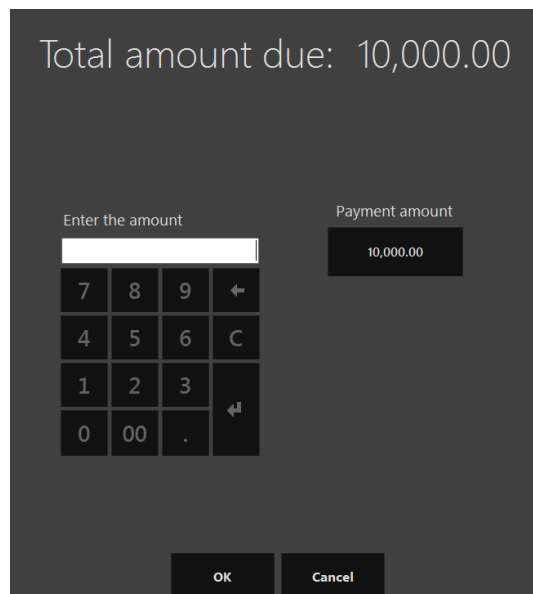 Total amount due: 10,000.00
Enter the amount
Payment amount
10,000.00
7 8 9
4 5 6 C
1 2 3
0 00 .
OK Cancel